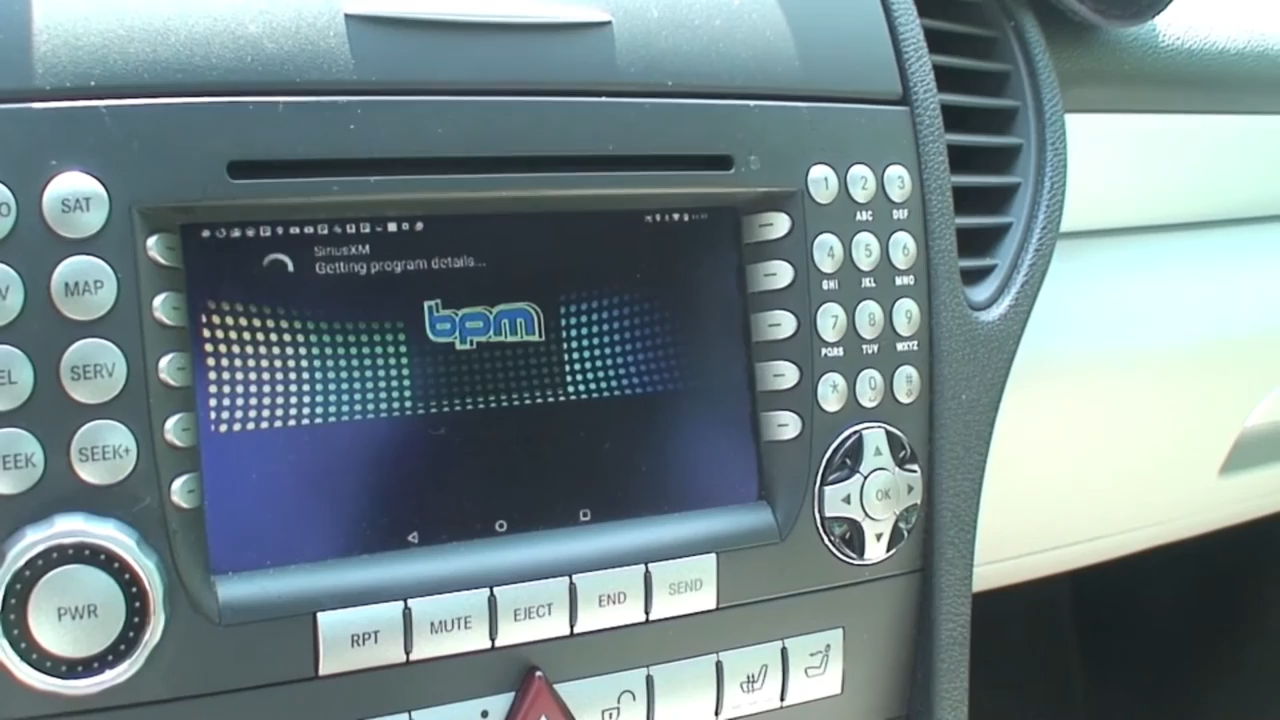 SAT
MAP
SERV
SEEK+
PWR
SiriusXM
Getting program details...
bpm
1
2
3
ABC
DEF
4
5
6
GHI
JKL
MNO
7
8
9
PQRS
TUV
WXYZ
*
0
#
OK
RPT
MUTE
EJECT
END
SEND